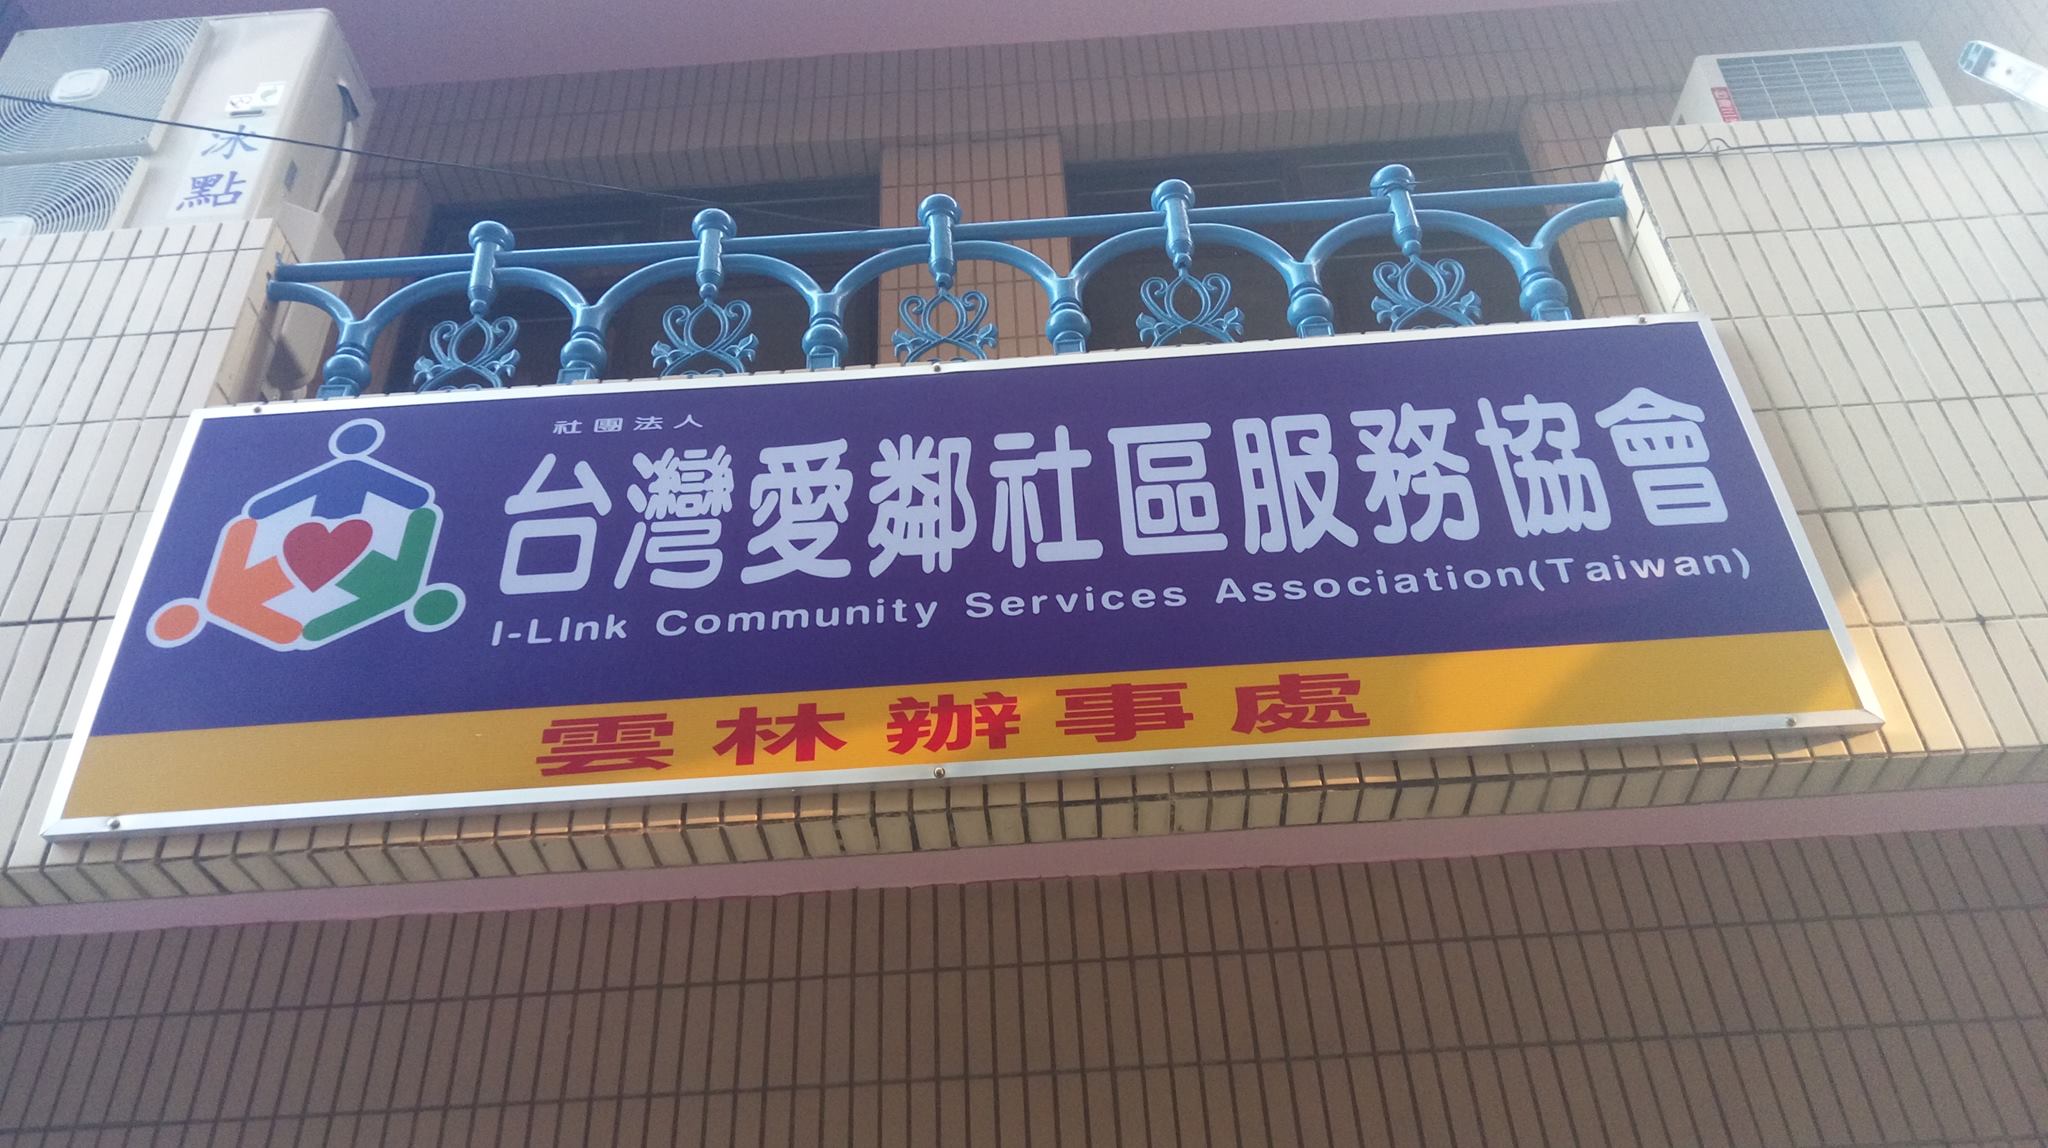 冰
點
社團法人
台灣愛鄰社區服務協會
I-LInk Community Services Association(Taiwan)
雲林辦事處